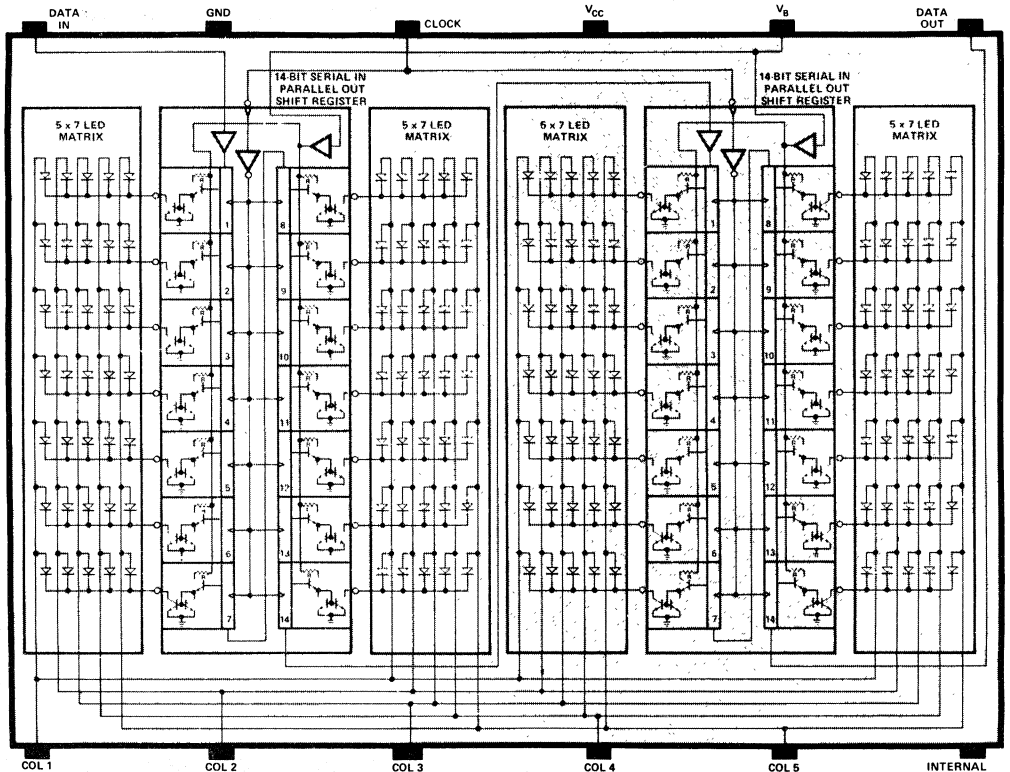 DATA IN
GND
CLOCK
VCC
VB
DATA OUT
14-BIT SERIAL IN
PARALLEL OUT
SHIFT REGISTER
14-BIT SERIAL IN
PARALLEL OUT
SHIFT REGISTER
5 x 7 LED
MATRIX
5 x 7 LED
MATRIX
6 x 7 LED
MATRIX
5 x 7 LED
MATRIX
1
8
1
8
2
9
2
9
3
10
3
10
4
11
4
11
5
12
5
12
6
13
6
13
7
14
7
14
COL 1
COL 2
COL 3
COL 4
COL 5
INTERNAL